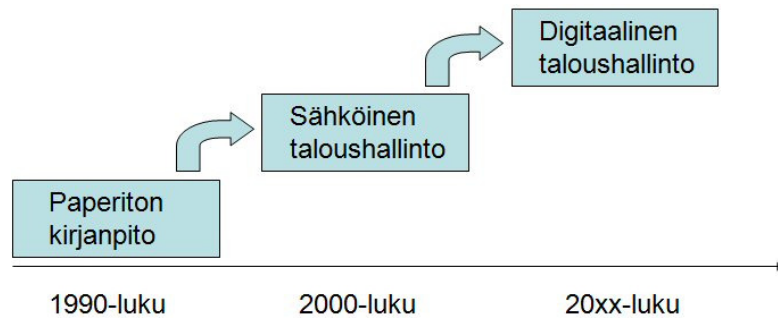 Digitaalinen
taloushallinto
Sähköinen
taloushallinto
Paperiton
kirjanpito
1990-luku
2000-luku
20xx-luku